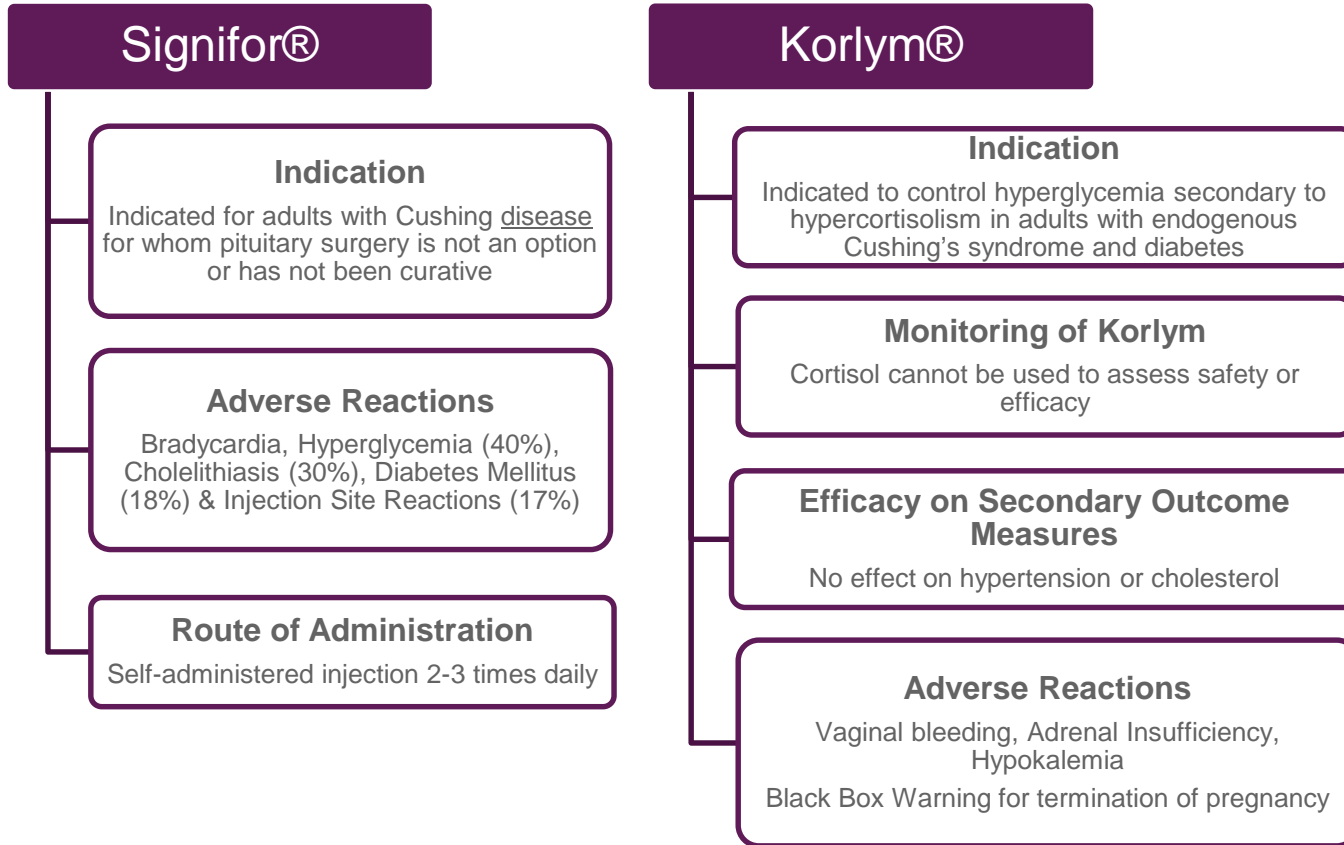 Signifor®
Indication
Indicated for adults with Cushing disease
for whom pituitary surgery is not an option
or has not been curative
Adverse Reactions
Bradycardia, Hyperglycemia (40%),
Cholelithiasis (30%), Diabetes Mellitus
(18%) & Injection Site Reactions (17%)
Route of Administration
Self-administered injection 2-3 times daily
Korlym®
Indication
Indicated to control hyperglycemia secondary to
hypercortisolism in adults with endogenous
Cushing's syndrome and diabetes
Monitoring of Korlym
Cortisol cannot be used to assess safety or
efficacy
Efficacy on Secondary Outcome
Measures
No effect on hypertension or cholesterol
Adverse Reactions
Vaginal bleeding, Adrenal Insufficiency,
Hypokalemia
Black Box Warning for termination of pregnancy